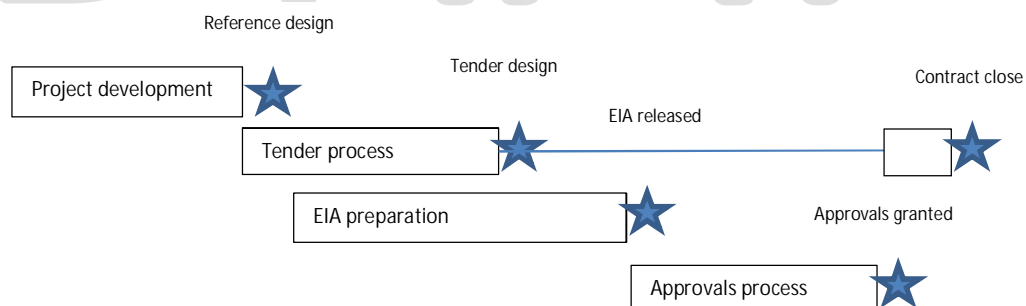 Reference design
Tender design
Project development
Contract close
EIA released
Tender process
EIA preparation
Approvals granted
Approvals process